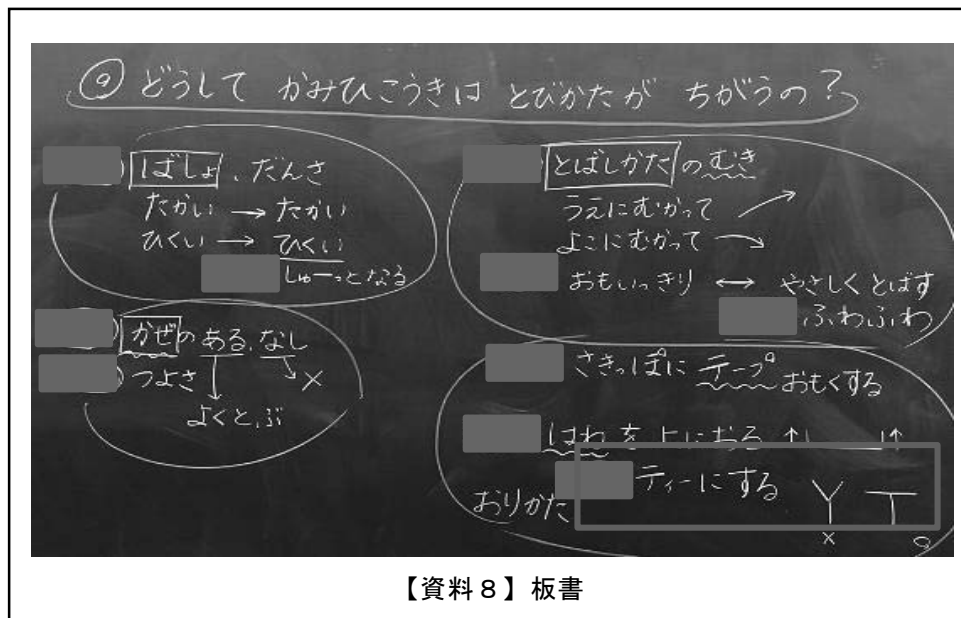 ⑨ どうして かみひこうきは とびかたが ちがうの?
ばしょ、だんさ
たかい → たかい
ひくい → ひくい
しゅーっとなる
かぜのある、なし
つよさ ×
よくとぶ
とばしかたのむき
うえにむかって
よこにむかって
おもいっきり ↔ やさしくとばす
ふわふわ
さきっぽにテープ おもくする
はねを上におる ↑ ↑
ティーにする Y T
おりかた
×
【資料8】板書